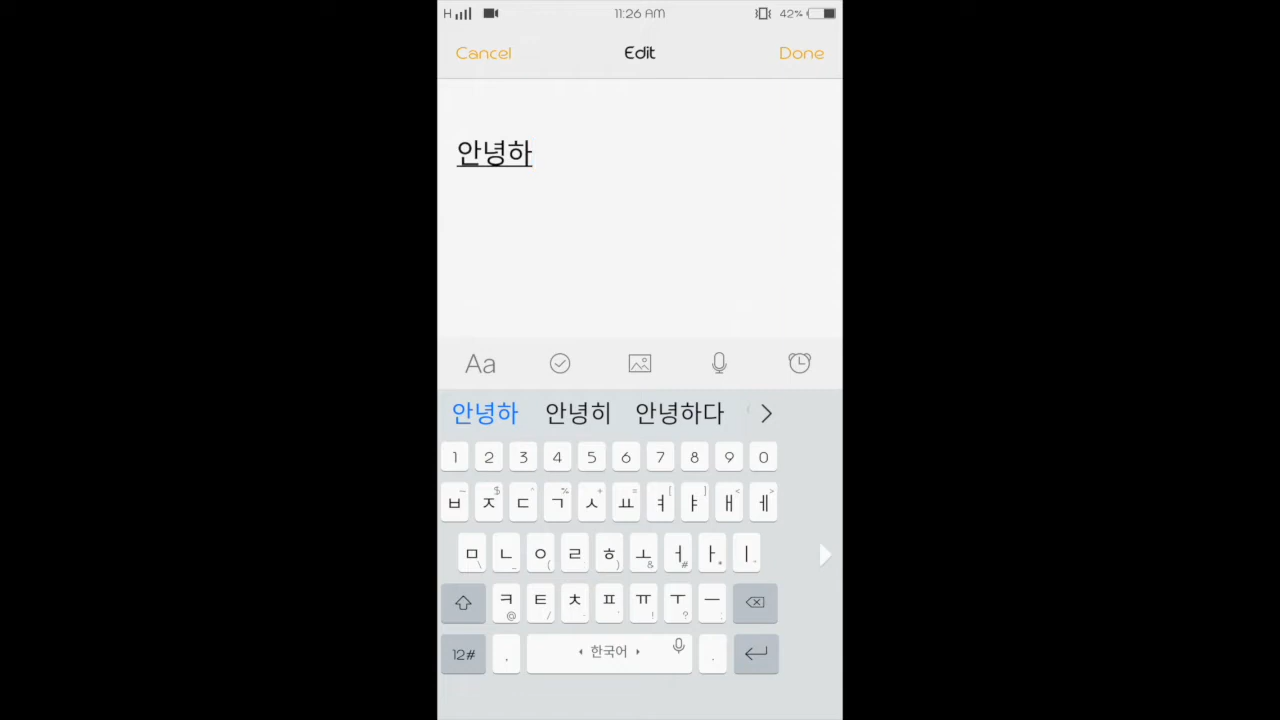 H 11:26 AM 42%
Cancel Edit Done
안녕하
Aa
안녕하 안녕히 안녕하다
1 2 3 4 5 6 7 8 9 0
ㅂ ㅈ ㄷ ㄱ ㅅ ㅛ ㅕ ㅑ ㅐ ㅔ
ㅁ ㄴ ㅇ ㄹ ㅎ ㅗ ㅓ ㅏ ㅣ
ㅋ ㅌ ㅊ ㅍ ㅠ ㅜ ㅡ
12# , 한국어 .